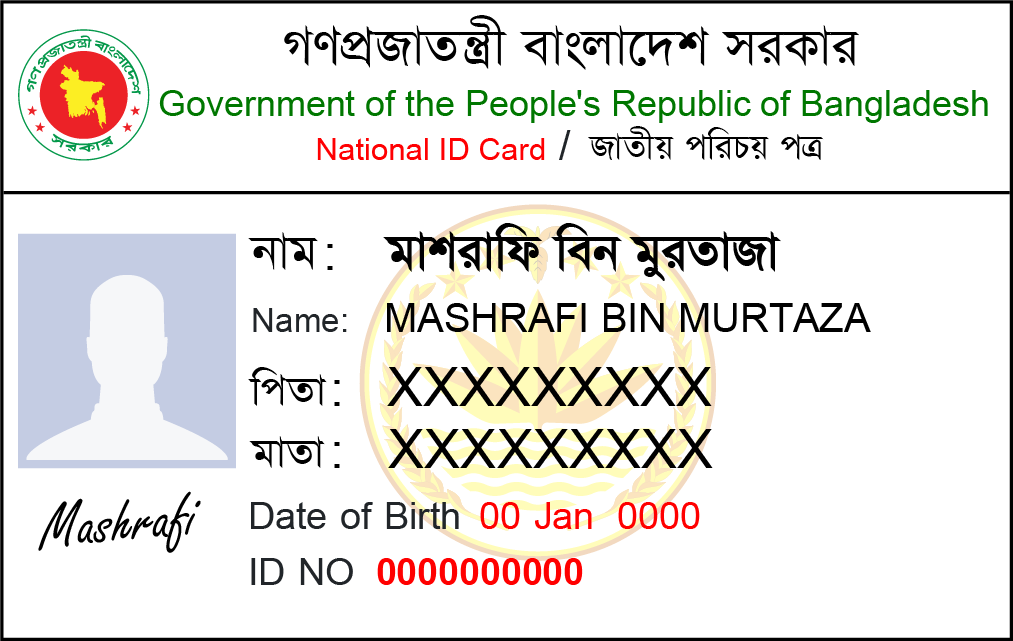 গণপ্রজাতন্ত্রী বাংলাদেশ সরকার
গণপ্রজাতন্ত্রী বাংলাদেশ
সরকার
Government of the People's Republic of Bangladesh
National ID Card / জাতীয় পরিচয় পত্র
নাম: মাশরাফি বিন মুরতাজা
Name: MASHRAFI BIN MURTAZA
পিতা: XXXXXXXXX
মাতা: XXXXXXXXX
Mashrafi
Date of Birth 00 Jan 0000
ID NO 0000000000